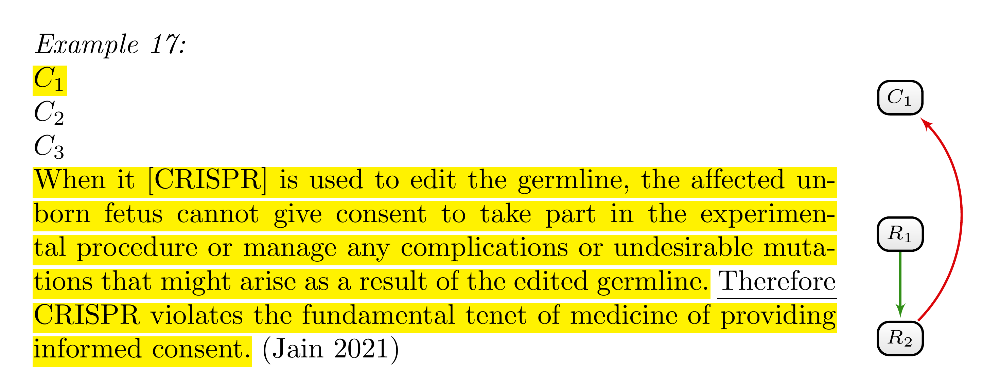 Example 17:
C₁
C₂
C₃
When it [CRISPR] is used to edit the germline, the affected un-
born fetus cannot give consent to take part in the experimen-
tal procedure or manage any complications or undesirable muta-
tions that might arise as a result of the edited germline. Therefore
CRISPR violates the fundamental tenet of medicine of providing
informed consent. (Jain 2021)
C₁
R₁
R₂